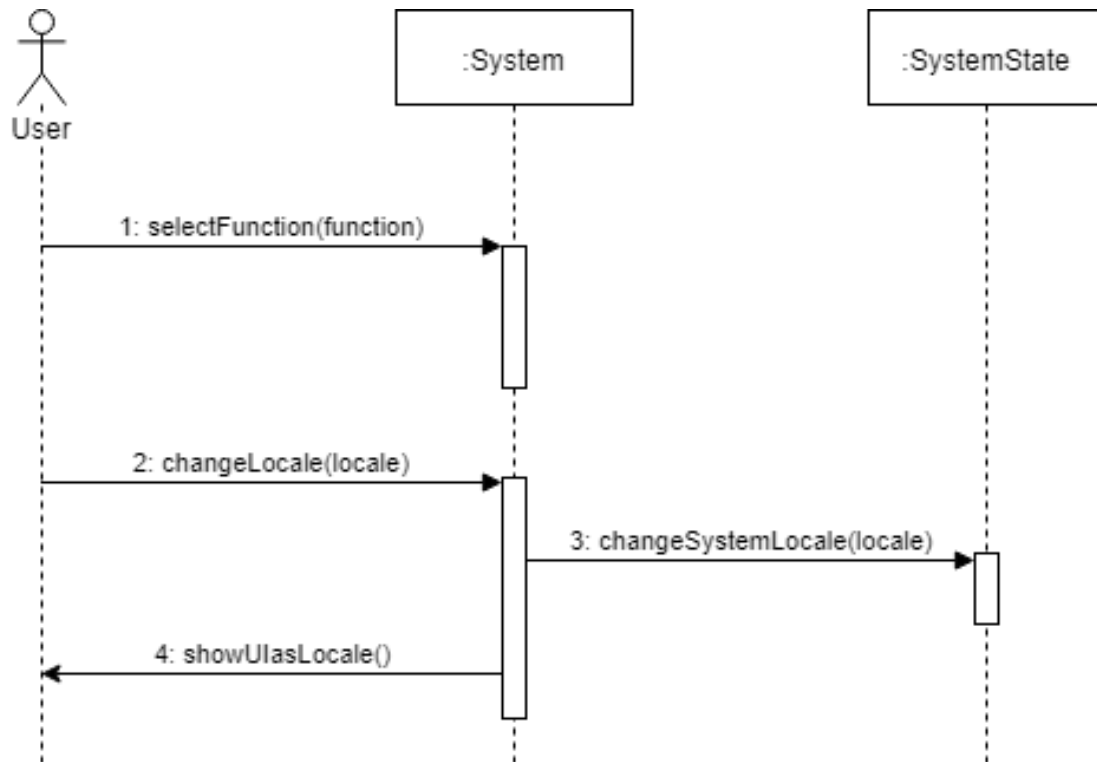 :System
:SystemState
User
1: selectFunction(function)
2: changeLocale(locale)
3: changeSystemLocale(locale)
4: showUIasLocale()